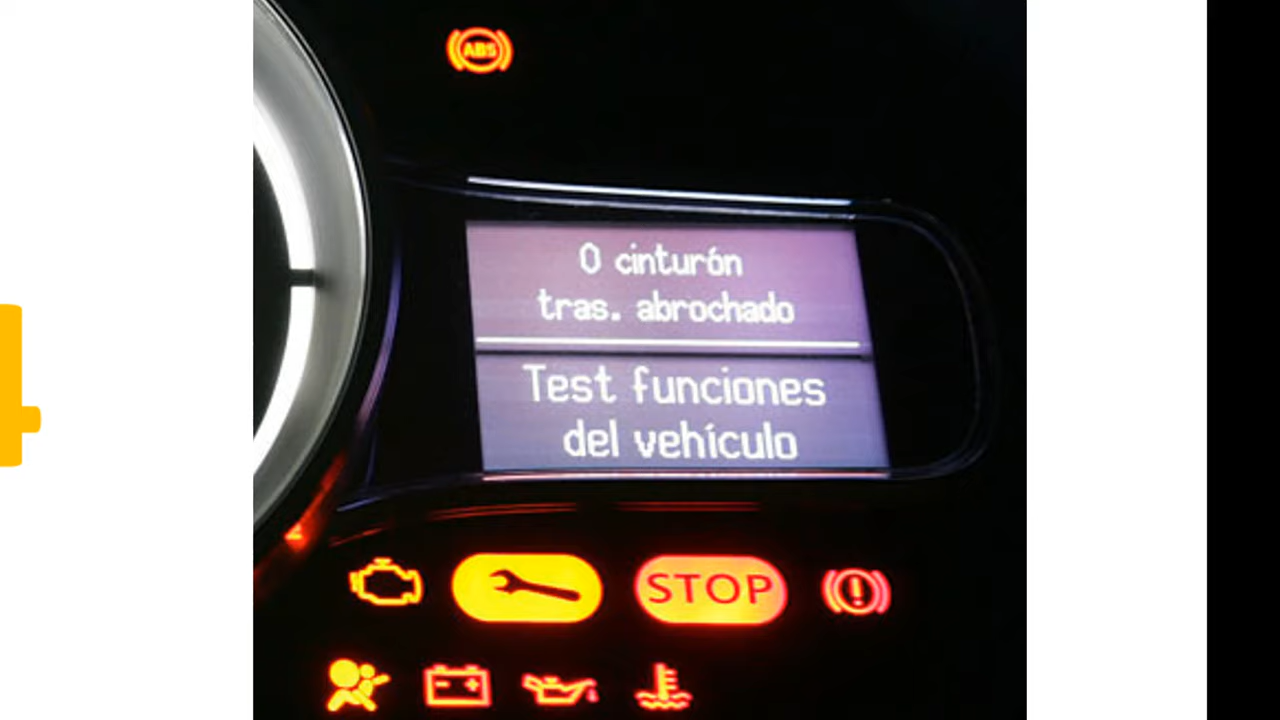 ABS
0 cinturón
tras. abrochado
Test funciones
del vehículo
STOP